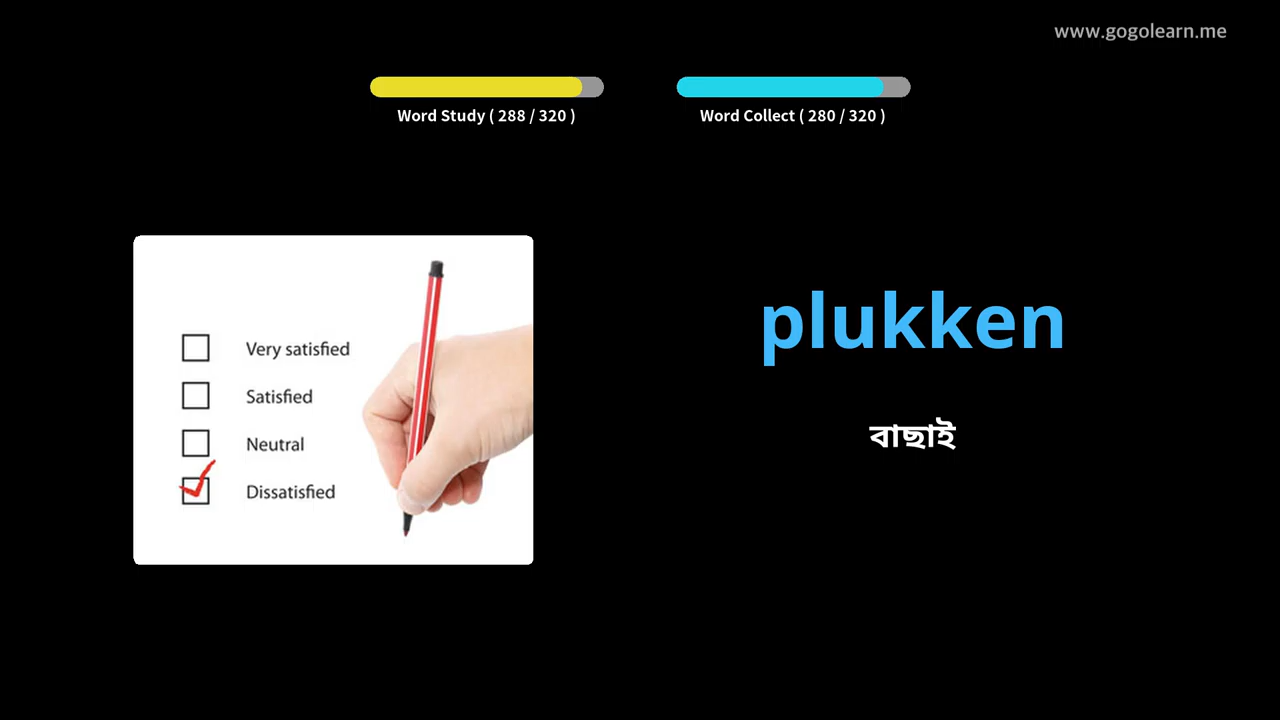 www.gogolearn.me
Word Study ( 288 / 320 )
Word Collect ( 280 / 320 )
Very satisfied
Satisfied
Neutral
Dissatisfied
plukken
বাছাই